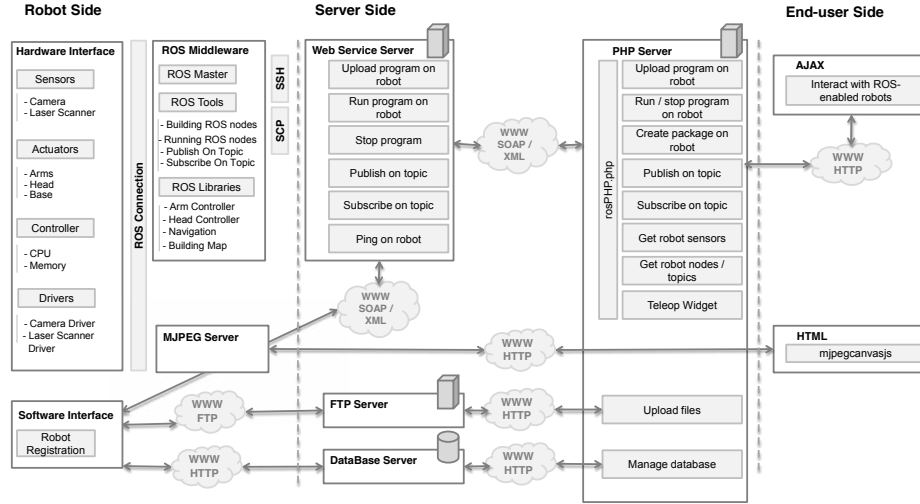 Robot Side
Server Side
End-user Side
Hardware Interface
Sensors
- Camera
- Laser Scanner
Actuators
- Arms
- Head
- Base
Controller
- CPU
- Memory
Drivers
- Camera Driver
- Laser Scanner
Driver
ROS Connection
ROS Middleware
ROS Master
ROS Tools
- Building ROS nodes
- Running ROS nodes
- Publish On Topic
- Subscribe On Topic
ROS Libraries
- Arm Controller
- Head Controller
- Navigation
- Building Map
SSH
SCP
Web Service Server
Upload program on
robot
Run program on
robot
Stop program
Publish on topic
Subscribe on topic
Ping on robot
WWW
SOAP /
XML
PHP Server
rosPHP.php
Upload program on
robot
Run / stop program on
robot
Create package on
robot
Publish on topic
Subscribe on topic
Get robot sensors
Get robot nodes /
topics
Teleop Widget
AJAX
Interact with ROS-
enabled robots
WWW
HTTP
WWW
SOAP /
XML
MJPEG Server
WWW
HTTP
HTML
mjpegcanvasjs
Software Interface
Robot
Registration
WWW
FTP
FTP Server
WWW
HTTP
Upload files
WWW
HTTP
DataBase Server
WWW
HTTP
Manage database